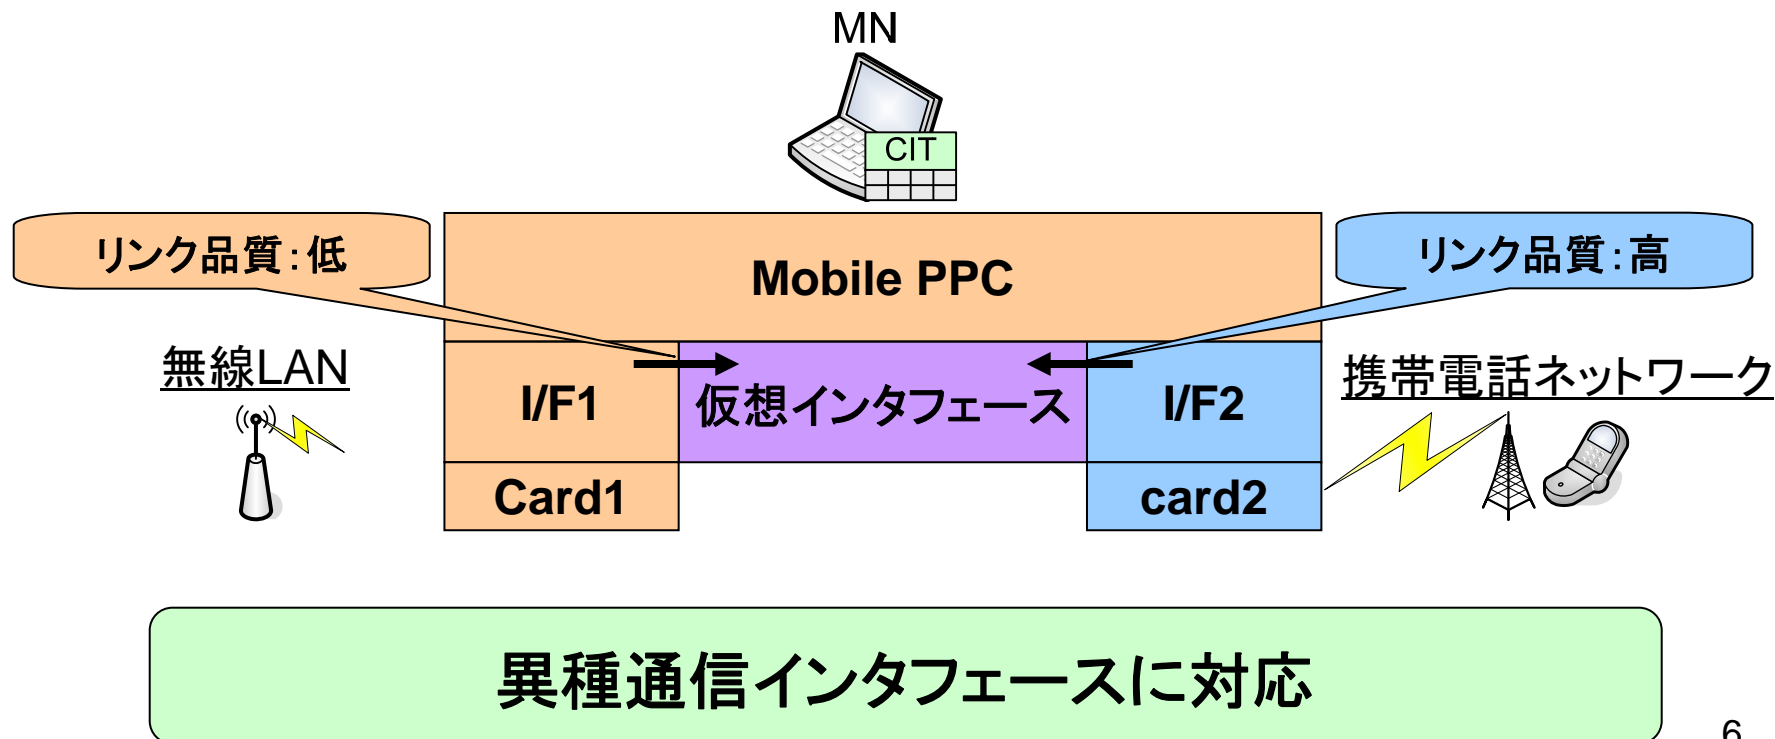 MN
CIT
リンク品質:低
Mobile PPC
リンク品質:高
無線LAN
I/F1
仮想インタフェース
I/F2
携帯電話ネットワーク
Card1
card2
異種通信インタフェースに対応
6